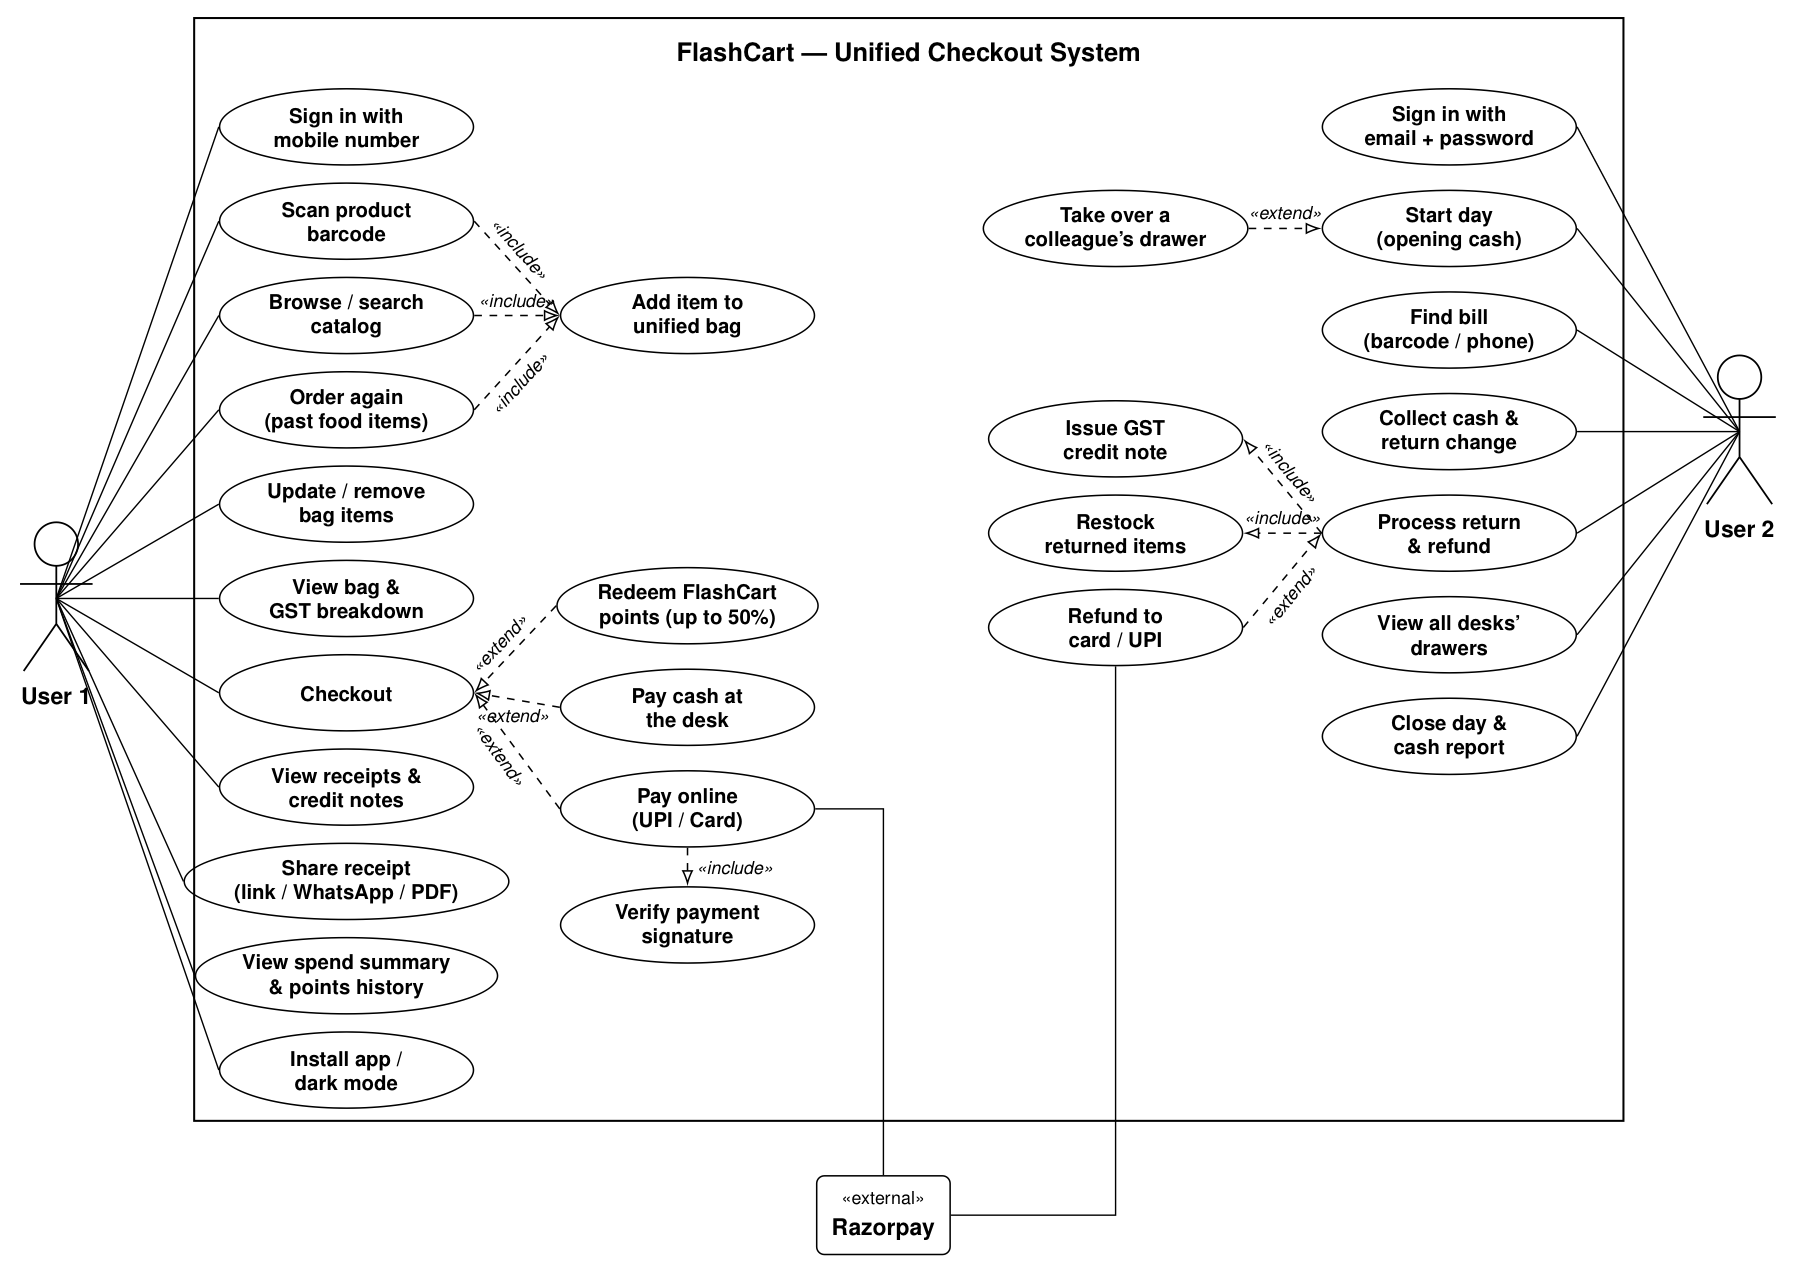 FlashCart — Unified Checkout System
Sign in with
mobile number
Scan product
barcode
Browse / search
catalog
Order again
(past food items)
Update / remove
bag items
View bag &
GST breakdown
Checkout
View receipts &
credit notes
Share receipt
(link / WhatsApp / PDF)
View spend summary
& points history
Install app /
dark mode
User 1
«include»
«include»
«include»
Add item to
unified bag
«extend»
«extend»
«extend»
Redeem FlashCart
points (up to 50%)
Pay cash at
the desk
Pay online
(UPI / Card)
«include»
Verify payment
signature
Take over a
colleague’s drawer
«extend»
Issue GST
credit note
Restock
returned items
Refund to
card / UPI
«include»
«include»
«extend»
Sign in with
email + password
Start day
(opening cash)
Find bill
(barcode / phone)
Collect cash &
return change
Process return
& refund
View all desks’
drawers
Close day &
cash report
User 2
«external»
Razorpay